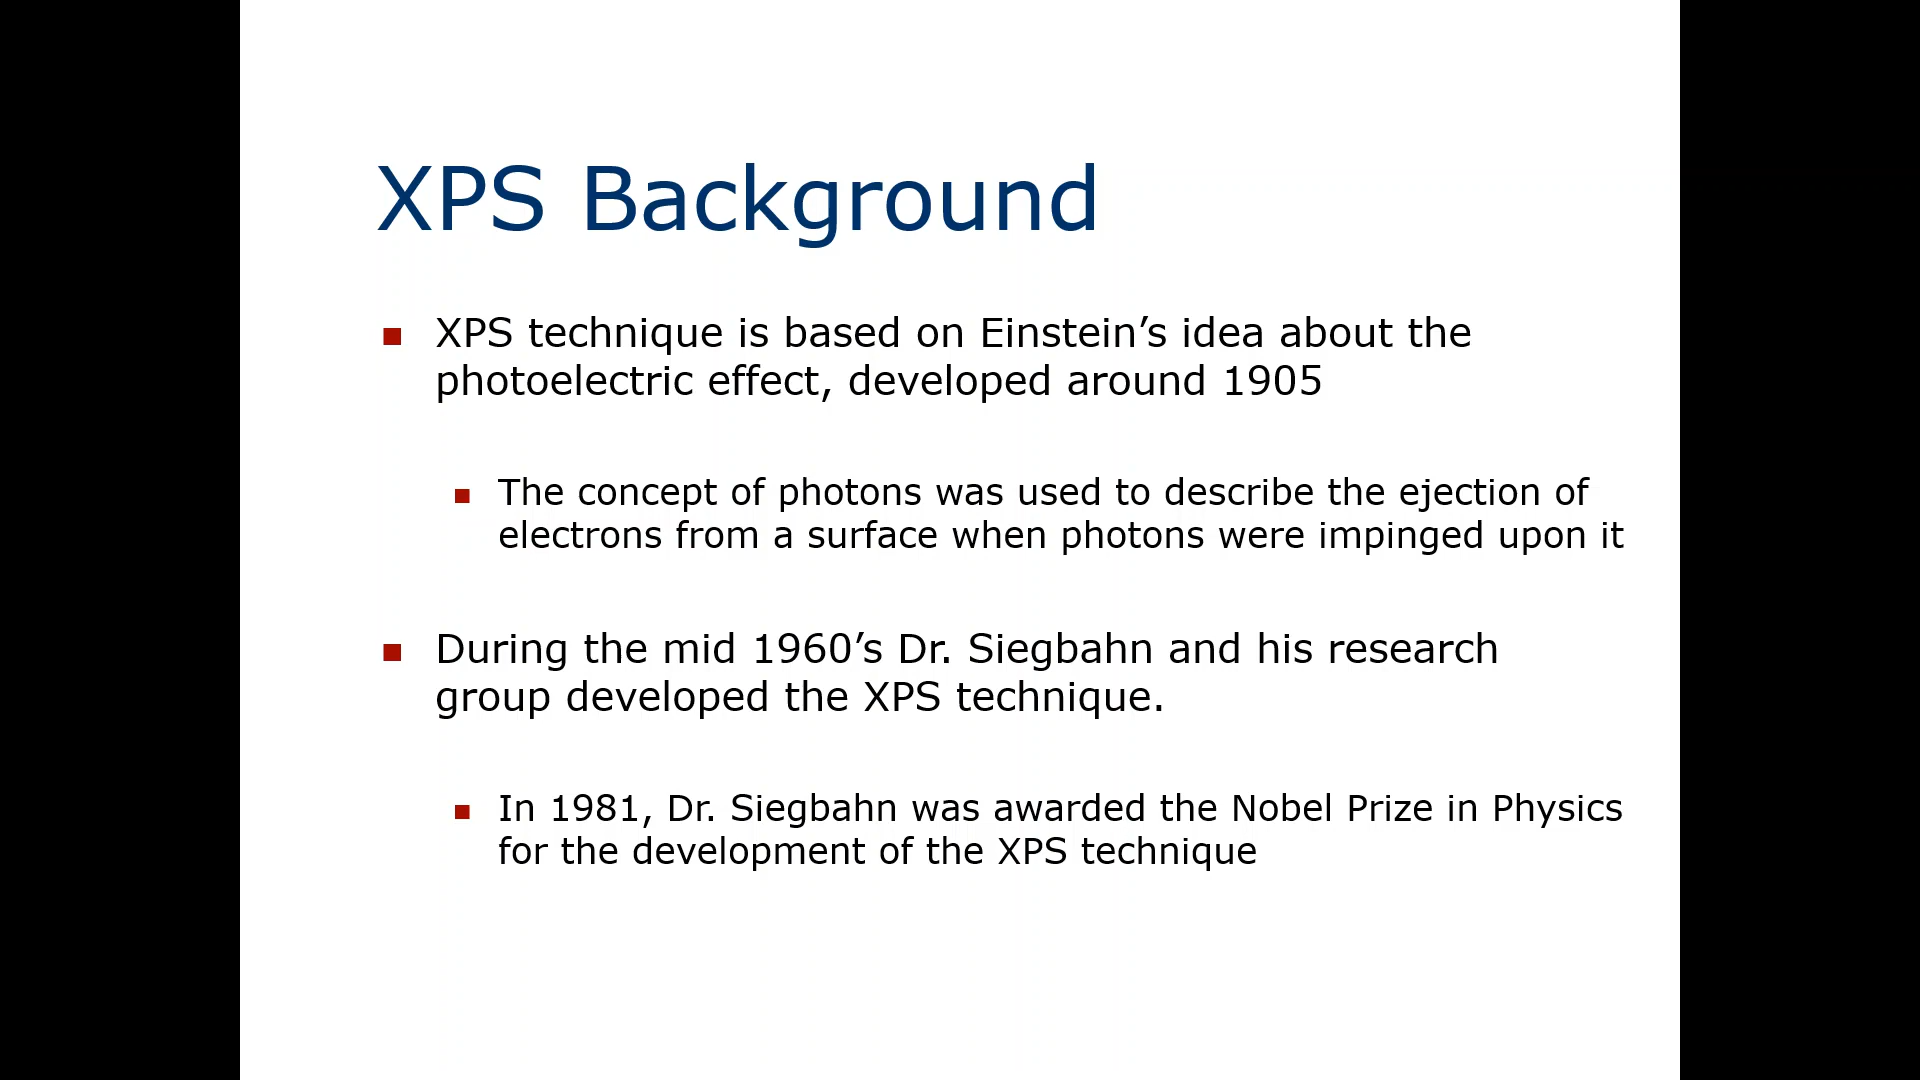 XPS Background
XPS technique is based on Einstein’s idea about the
photoelectric effect, developed around 1905
The concept of photons was used to describe the ejection of
electrons from a surface when photons were impinged upon it
During the mid 1960’s Dr. Siegbahn and his research
group developed the XPS technique.
In 1981, Dr. Siegbahn was awarded the Nobel Prize in Physics
for the development of the XPS technique